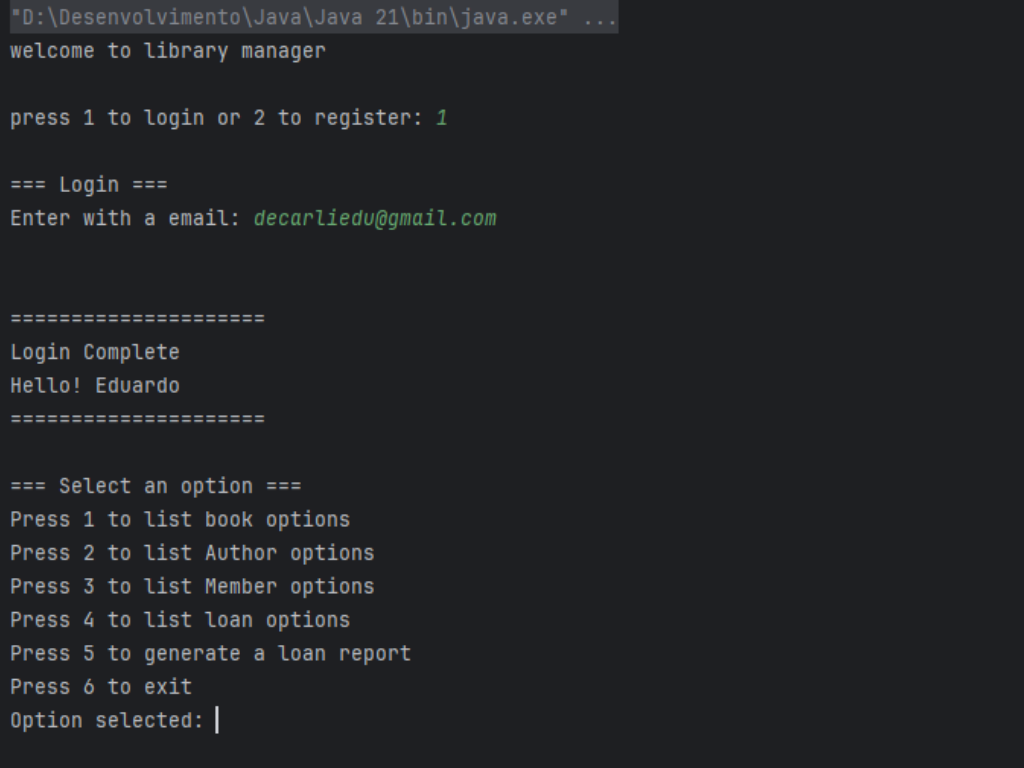 "D:\Desenvolvimento\Java\Java 21\bin\java.exe" ...
welcome to library manager
press 1 to login or 2 to register: 1
=== Login ===
Enter with a email: decarliedu@gmail.com
=====================
Login Complete
Hello! Eduardo
=====================
=== Select an option ===
Press 1 to list book options
Press 2 to list Author options
Press 3 to list Member options
Press 4 to list loan options
Press 5 to generate a loan report
Press 6 to exit
Option selected: